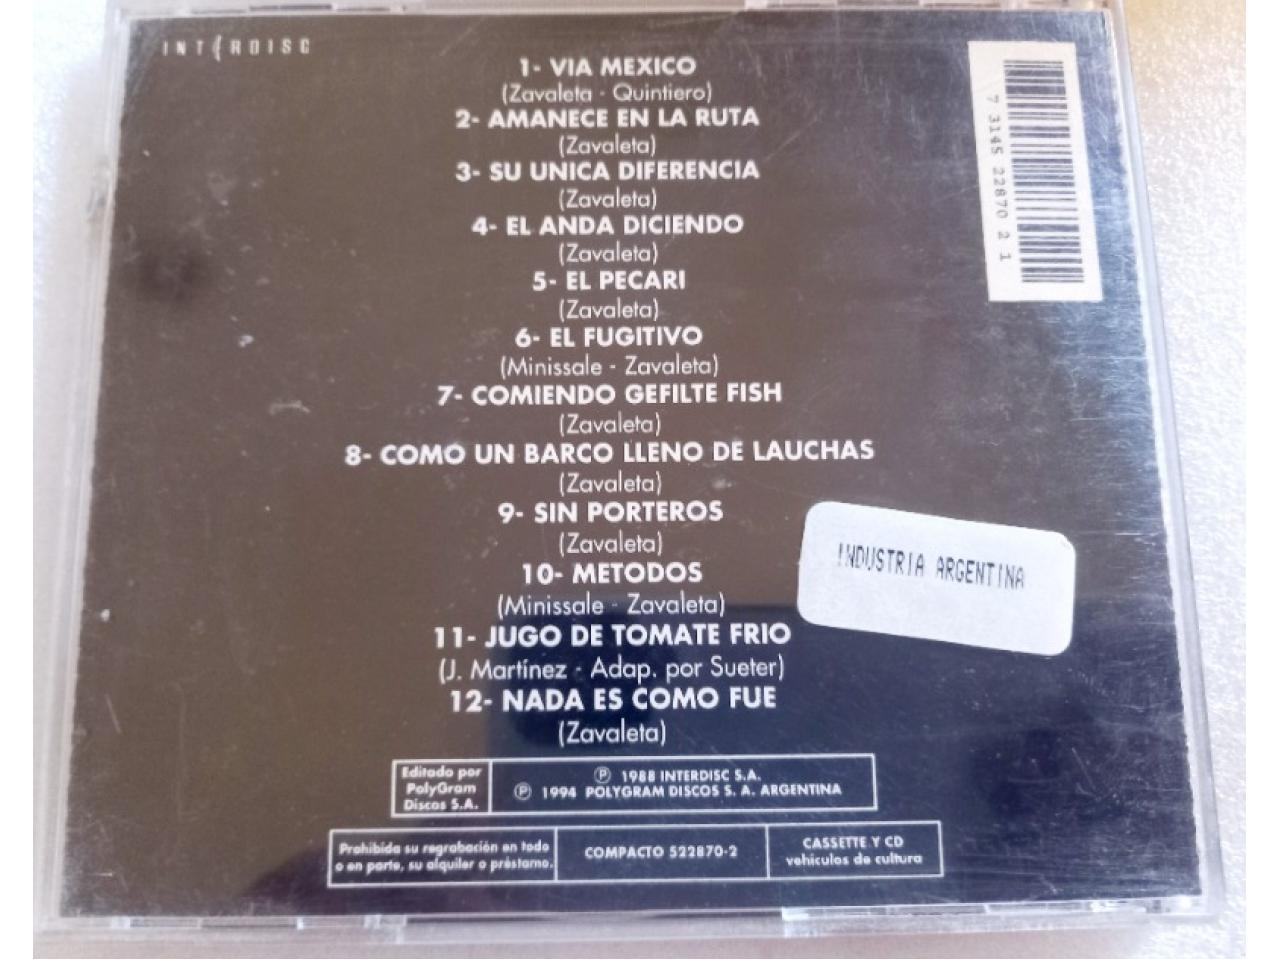 INTERDISC
1- VIA MEXICO
(Zavaleta - Quintiero)
2- AMANECE EN LA RUTA
(Zavaleta)
3- SU UNICA DIFERENCIA
(Zavaleta)
4- EL ANDA DICIENDO
(Zavaleta)
5- EL PECARI
(Zavaleta)
6- EL FUGITIVO
(Minissale - Zavaleta)
7- COMIENDO GEFILTE FISH
(Zavaleta)
8- COMO UN BARCO LLENO DE LAUCHAS
(Zavaleta)
9- SIN PORTEROS
(Zavaleta)
10- METODOS
(Minissale - Zavaleta)
11- JUGO DE TOMATE FRIO
(J. Martínez - Adap. por Sueter)
12- NADA ES COMO FUE
(Zavaleta)
7 3145 22870 2 1
INDUSTRIA ARGENTINA
Editado por
PolyGram
Discos S.A.
Ⓟ 1988 INTERDISC S.A.
Ⓟ 1994 POLYGRAM DISCOS S. A. ARGENTINA
Prohibida su regrabación en todo
o en parte, su alquiler o préstamo.
COMPACTO 522870-2
CASSETTE Y CD
vehículos de cultura